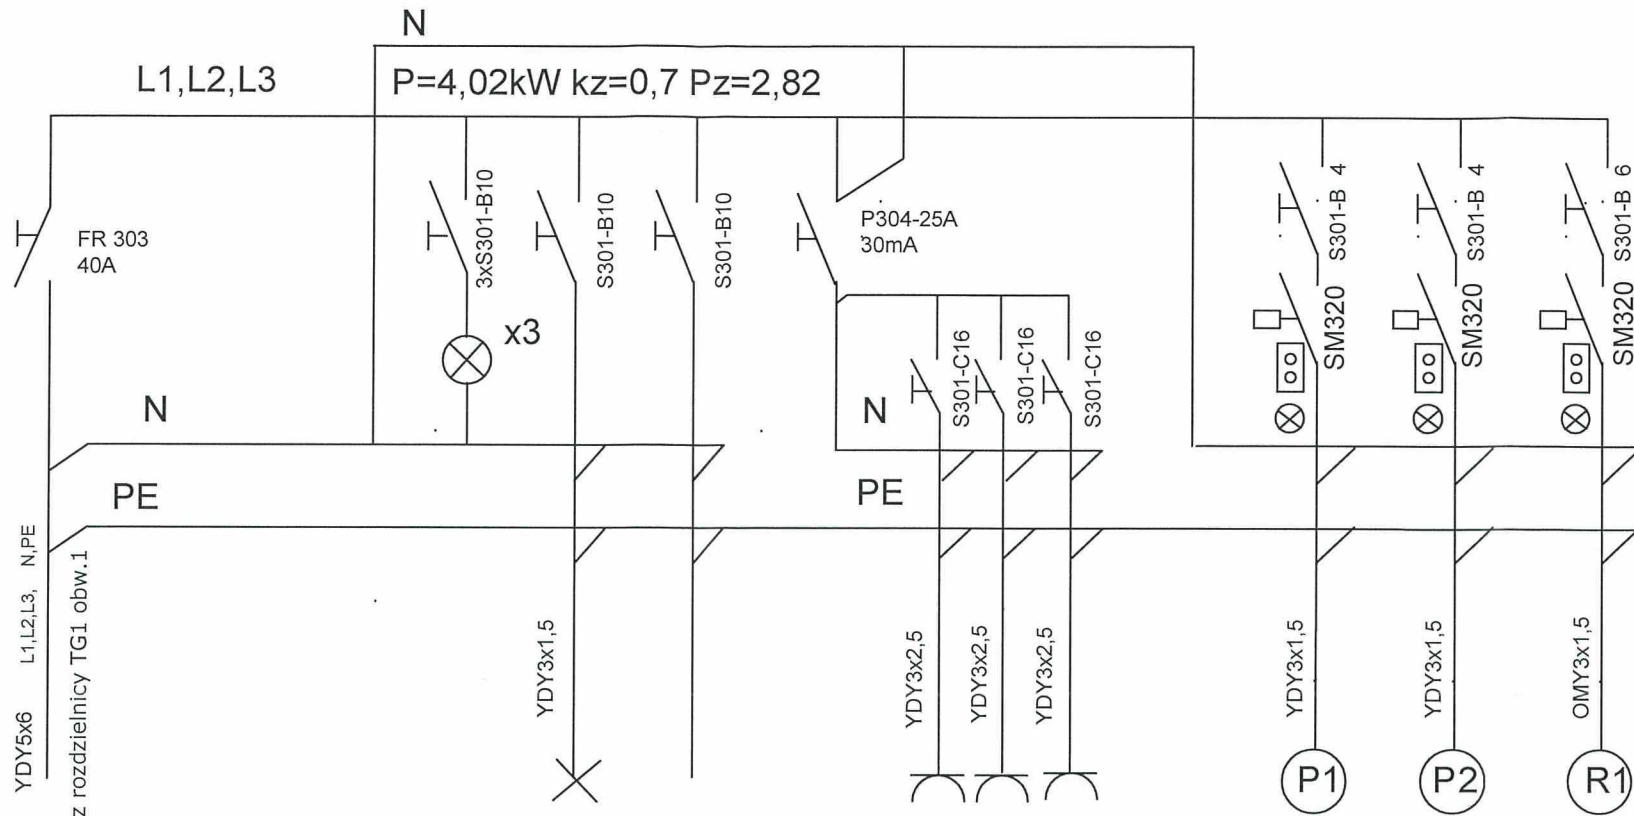 N
L1,L2,L3
P=4,02kW kz=0,7 Pz=2,82
FR 303
40A
3xS301-B10
x3
S301-B10
S301-B10
P304-25A
30mA
S301-C16
S301-C16
S301-C16
S301-B 4
SM320
S301-B 4
SM320
S301-B 6
SM320
N
N
PE
PE
YDY5x6 L1,L2,L3, N,PE
z rozdzielnicy TG1 obw.1
YDY3x1,5
YDY3x2,5
YDY3x2,5
YDY3x2,5
YDY3x1,5
YDY3x1,5
OMY3x1,5
P1
P2
R1